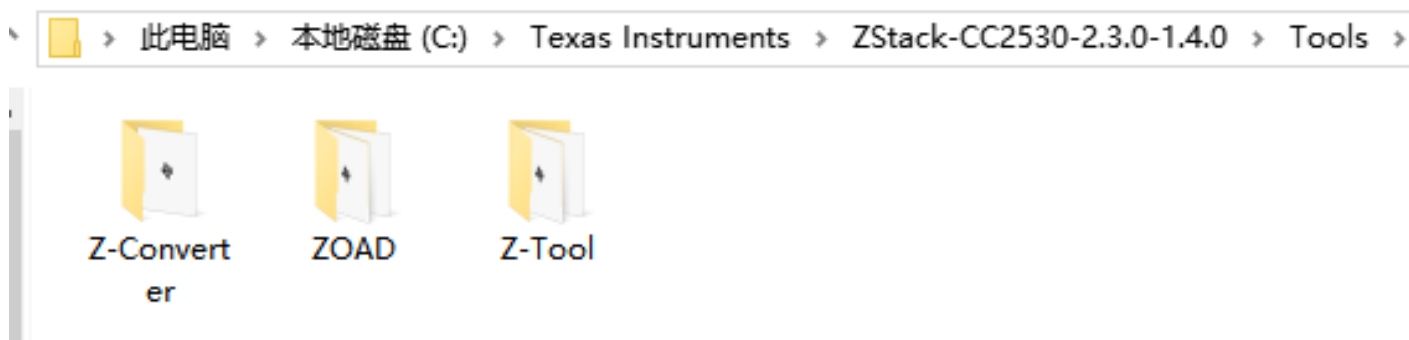 此电脑 > 本地磁盘 (C:) > Texas Instruments > ZStack-CC2530-2.3.0-1.4.0 > Tools >
Z-Convert
er
ZOAD
Z-Tool